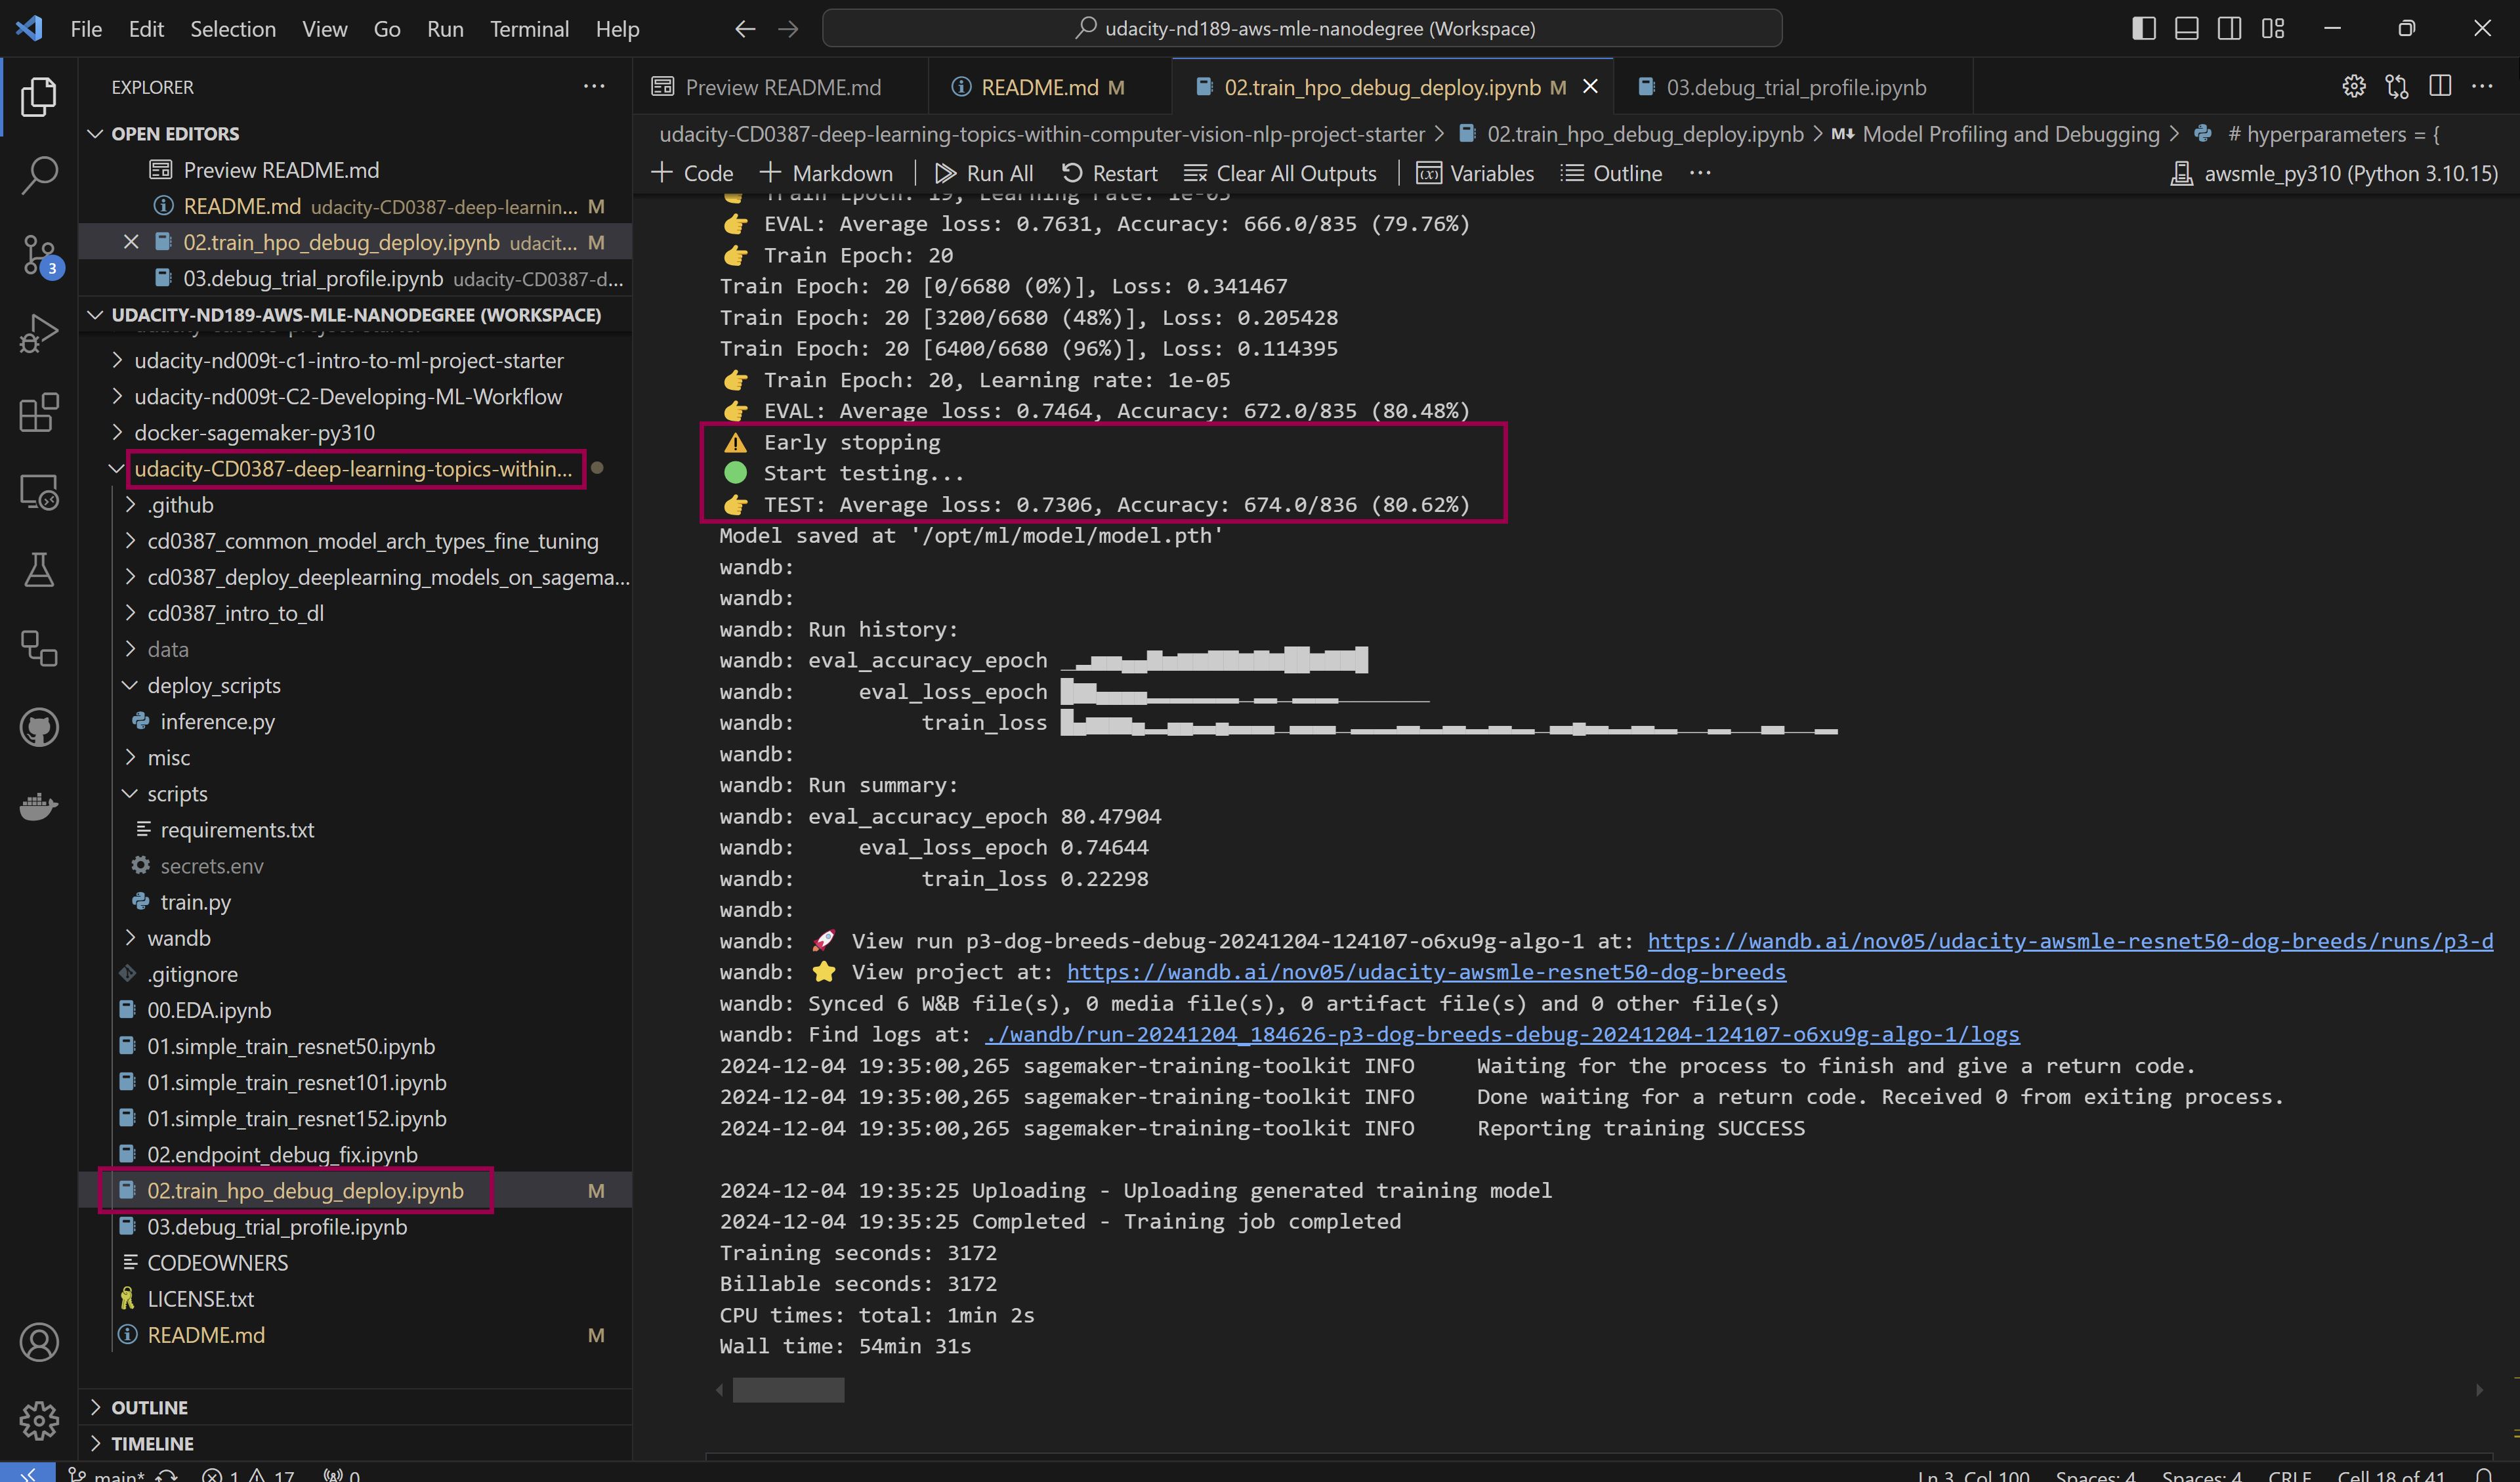 File Edit Selection View Go Run Terminal Help
udacity-nd189-aws-mle-nanodegree (Workspace)
EXPLORER
OPEN EDITORS
Preview README.md
README.md udacity-CD0387-deep-learnin... M
02.train_hpo_debug_deploy.ipynb udacit... M
03.debug_trial_profile.ipynb udacity-CD0387-d...
UDACITY-ND189-AWS-MLE-NANODEGREE (WORKSPACE)
udacity-nd009t-c1-intro-to-ml-project-starter
udacity-nd009t-C2-Developing-ML-Workflow
docker-sagemaker-py310
udacity-CD0387-deep-learning-topics-within...
.github
cd0387_common_model_arch_types_fine_tuning
cd0387_deploy_deeplearning_models_on_sagema...
cd0387_intro_to_dl
data
deploy_scripts
inference.py
misc
scripts
requirements.txt
secrets.env
train.py
wandb
.gitignore
00.EDA.ipynb
01.simple_train_resnet50.ipynb
01.simple_train_resnet101.ipynb
01.simple_train_resnet152.ipynb
02.endpoint_debug_fix.ipynb
02.train_hpo_debug_deploy.ipynb M
03.debug_trial_profile.ipynb
CODEOWNERS
LICENSE.txt
README.md M
OUTLINE
TIMELINE
3
Preview README.md README.md M 02.train_hpo_debug_deploy.ipynb M 03.debug_trial_profile.ipynb
udacity-CD0387-deep-learning-topics-within-computer-vision-nlp-project-starter > 02.train_hpo_debug_deploy.ipynb > M↓ Model Profiling and Debugging > # hyperparameters = {
Code Markdown Run All Restart Clear All Outputs Variables Outline ... awsmle_py310 (Python 3.10.15)
Train Epoch: 19, Learning rate: 1e-05
👉 EVAL: Average loss: 0.7631, Accuracy: 666.0/835 (79.76%)
👉 Train Epoch: 20
Train Epoch: 20 [0/6680 (0%)], Loss: 0.341467
Train Epoch: 20 [3200/6680 (48%)], Loss: 0.205428
Train Epoch: 20 [6400/6680 (96%)], Loss: 0.114395
👉 Train Epoch: 20, Learning rate: 1e-05
👉 EVAL: Average loss: 0.7464, Accuracy: 672.0/835 (80.48%)
⚠️ Early stopping
🟢 Start testing...
👉 TEST: Average loss: 0.7306, Accuracy: 674.0/836 (80.62%)
Model saved at '/opt/ml/model/model.pth'
wandb:
wandb:
wandb: Run history:
wandb: eval_accuracy_epoch
wandb: eval_loss_epoch
wandb: train_loss
wandb:
wandb: Run summary:
wandb: eval_accuracy_epoch 80.47904
wandb: eval_loss_epoch 0.74644
wandb: train_loss 0.22298
wandb:
wandb: 🚀 View run p3-dog-breeds-debug-20241204-124107-o6xu9g-algo-1 at: https://wandb.ai/nov05/udacity-awsmle-resnet50-dog-breeds/runs/p3-d
wandb: ⭐ View project at: https://wandb.ai/nov05/udacity-awsmle-resnet50-dog-breeds
wandb: Synced 6 W&B file(s), 0 media file(s), 0 artifact file(s) and 0 other file(s)
wandb: Find logs at: ./wandb/run-20241204_184626-p3-dog-breeds-debug-20241204-124107-o6xu9g-algo-1/logs
2024-12-04 19:35:00,265 sagemaker-training-toolkit INFO Waiting for the process to finish and give a return code.
2024-12-04 19:35:00,265 sagemaker-training-toolkit INFO Done waiting for a return code. Received 0 from exiting process.
2024-12-04 19:35:00,265 sagemaker-training-toolkit INFO Reporting training SUCCESS
2024-12-04 19:35:25 Uploading - Uploading generated training model
2024-12-04 19:35:25 Completed - Training job completed
Training seconds: 3172
Billable seconds: 3172
CPU times: total: 1min 2s
Wall time: 54min 31s
main* 1 17 0 Ln 3, Col 100 Spaces: 4 Spaces: 4 CRLF Cell 18 of 41